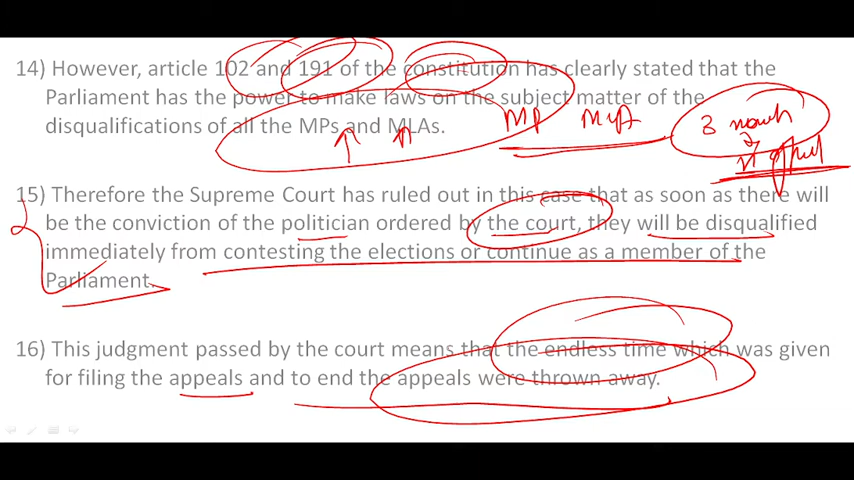 14) However, article 102 and 191 of the constitution has clearly stated that the
Parliament has the power to make laws on the subject matter of the
disqualifications of all the MPs and MLAs.
MP MLA 3 month
15) Therefore the Supreme Court has ruled out in this case that as soon as there will
be the conviction of the politician ordered by the court, they will be disqualified
immediately from contesting the elections or continue as a member of the
Parliament.
16) This judgment passed by the court means that the endless time which was given
for filing the appeals and to end the appeals were thrown away.